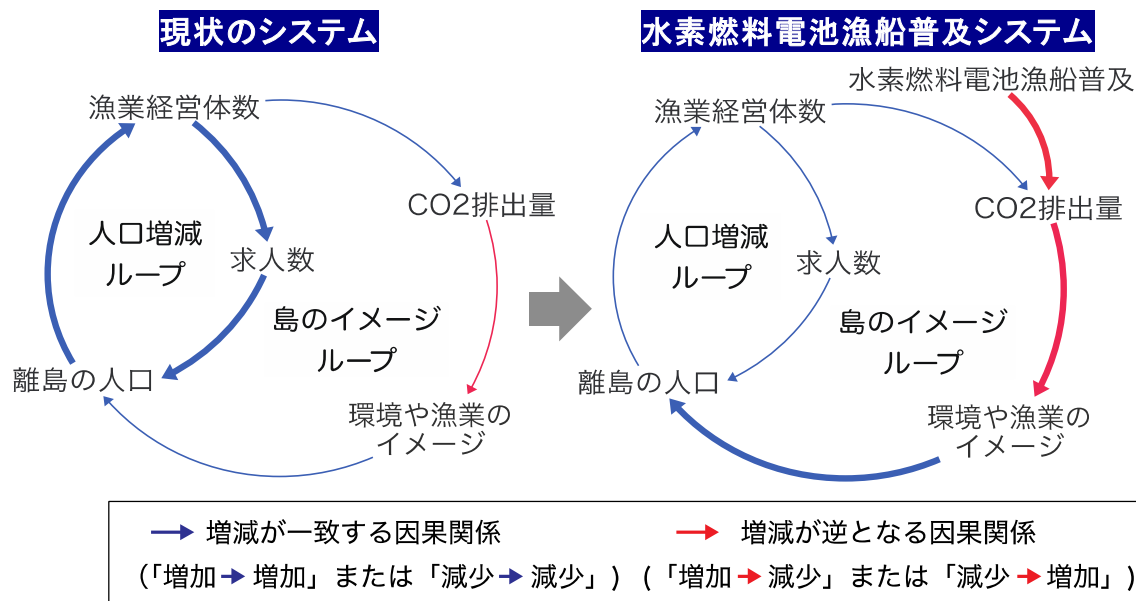 現状のシステム
漁業経営体数
CO2排出量
人口増減
ループ
求人数
島のイメージ
ループ
離島の人口
環境や漁業の
イメージ
水素燃料電池漁船普及システム
水素燃料電池漁船普及
漁業経営体数
CO2排出量
人口増減
ループ
求人数
島のイメージ
ループ
離島の人口
環境や漁業の
イメージ
→ 増減が一致する因果関係
(「増加→増加」または「減少→減少」)
→ 増減が逆となる因果関係
(「増加→減少」または「減少→増加」)